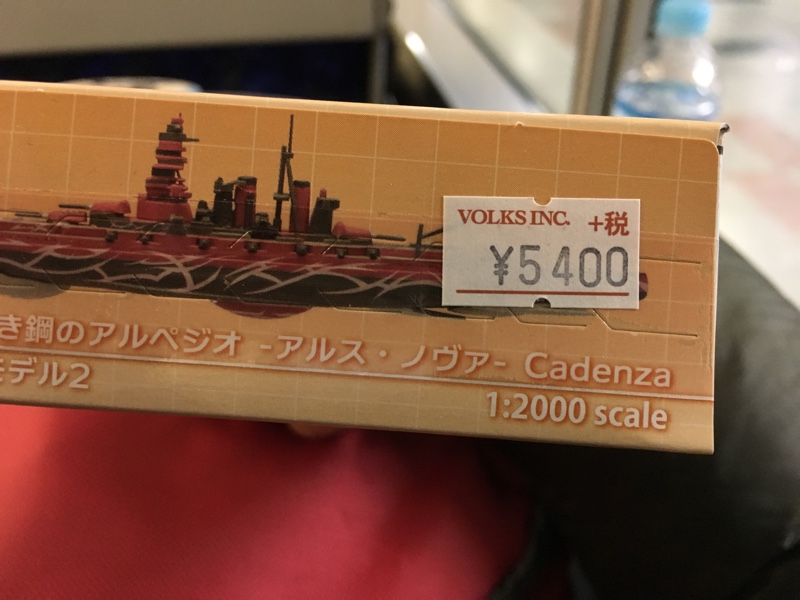 VOLKS INC. +税
¥5400
き鋼のアルペジオ -アルス・ノヴァ- Cadenza
デル2
1:2000 scale